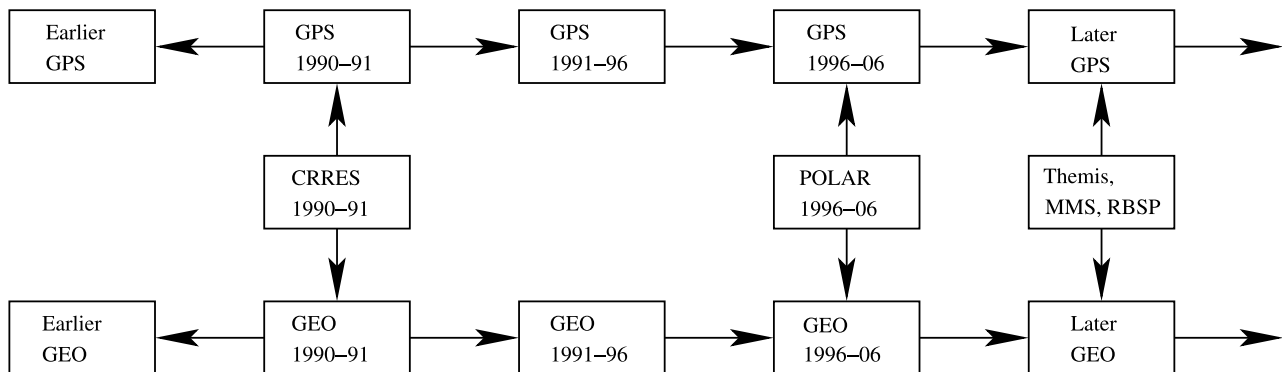 Earlier
GPS
GPS
1990–91
GPS
1991–96
GPS
1996–06
Later
GPS
CRRES
1990–91
POLAR
1996–06
Themis,
MMS, RBSP
Earlier
GEO
GEO
1990–91
GEO
1991–96
GEO
1996–06
Later
GEO